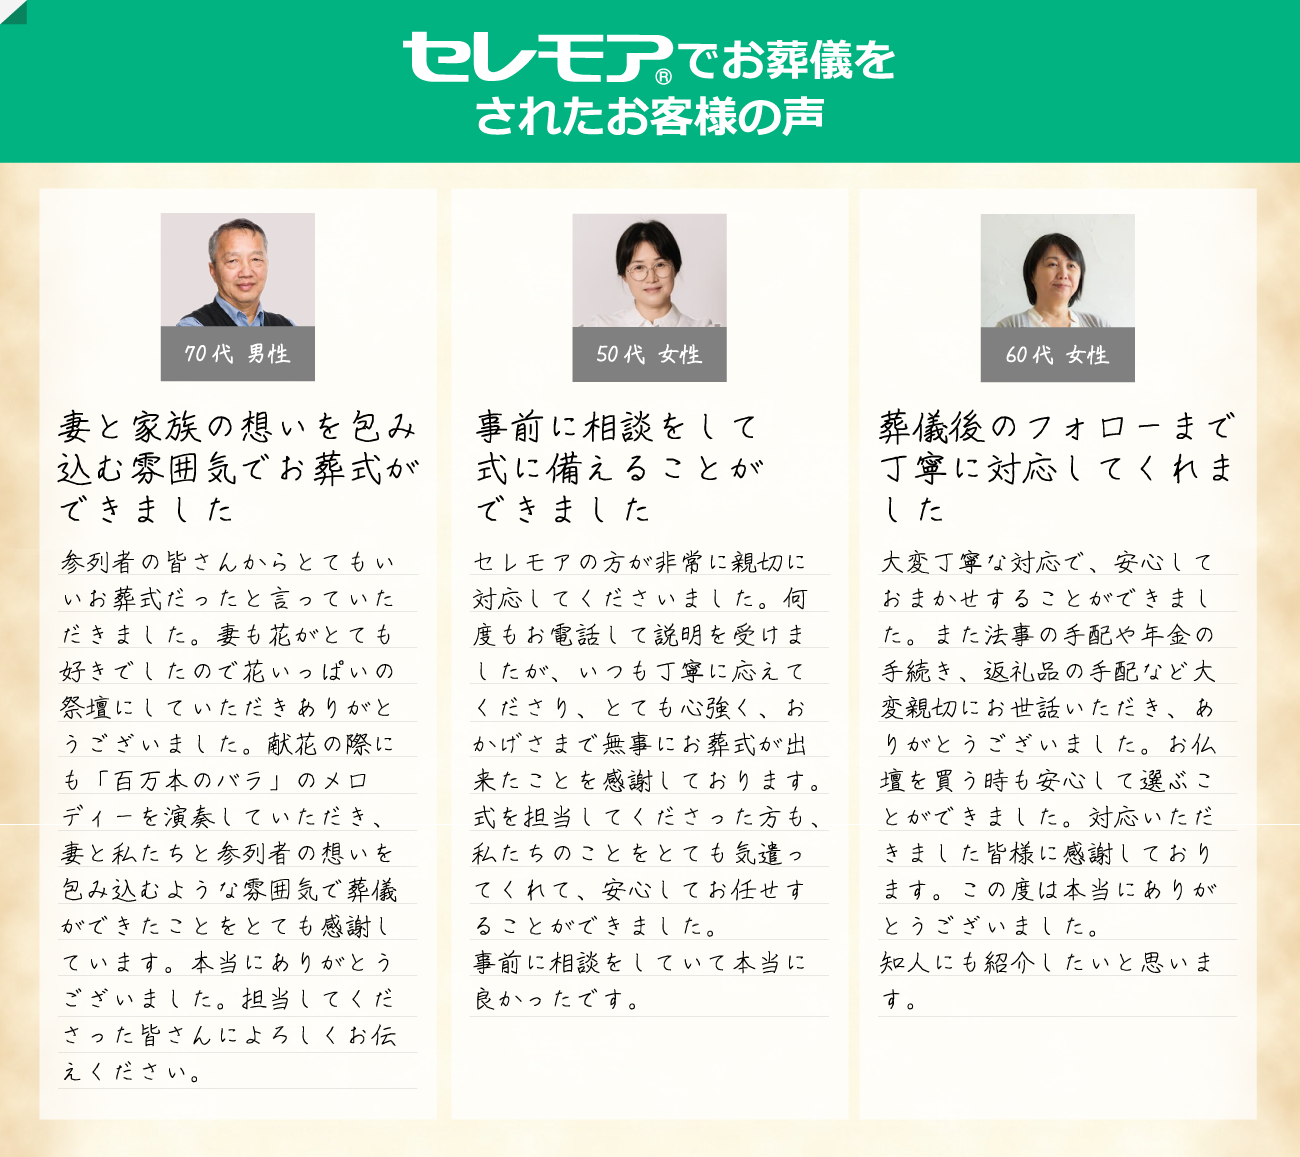 セレモア®でお葬儀を
されたお客様の声
70代 男性
妻と家族の想いを包み
込む雰囲気でお葬式が
できました
参列者の皆さんからとてもい
いお葬式だったと言っていた
だきました。妻も花がとても
好きでしたので花いっぱいの
祭壇にしていただきありがと
うございました。献花の際に
も「百万本のバラ」のメロ
ディーを演奏していただき、
妻と私たちと参列者の想いを
包み込むような雰囲気で葬儀
ができたことをとても感謝し
ています。本当にありがとう
ございました。担当してくだ
さった皆さんによろしくお伝
えください。
50代 女性
事前に相談をして
式に備えることが
できました
セレモアの方が非常に親切に
対応してくださいました。何
度もお電話して説明を受けま
したが、いつも丁寧に応えて
くださり、とても心強く、お
かげさまで無事にお葬式が出
来たことを感謝しております。
式を担当してくださった方も、
私たちのことをとても気遣っ
てくれて、安心してお任せす
ることができました。
事前に相談をしていて本当に
良かったです。
60代 女性
葬儀後のフォローまで
丁寧に対応してくれま
した
大変丁寧な対応で、安心して
おまかせすることができまし
た。また法事の手配や年金の
手続き、返礼品の手配など大
変親切にお世話いただき、あ
りがとうございました。お仏
壇を買う時も安心して選ぶこ
とができました。対応いただ
きました皆様に感謝しており
ます。この度は本当にありが
とうございました。
知人にも紹介したいと思いま
す。